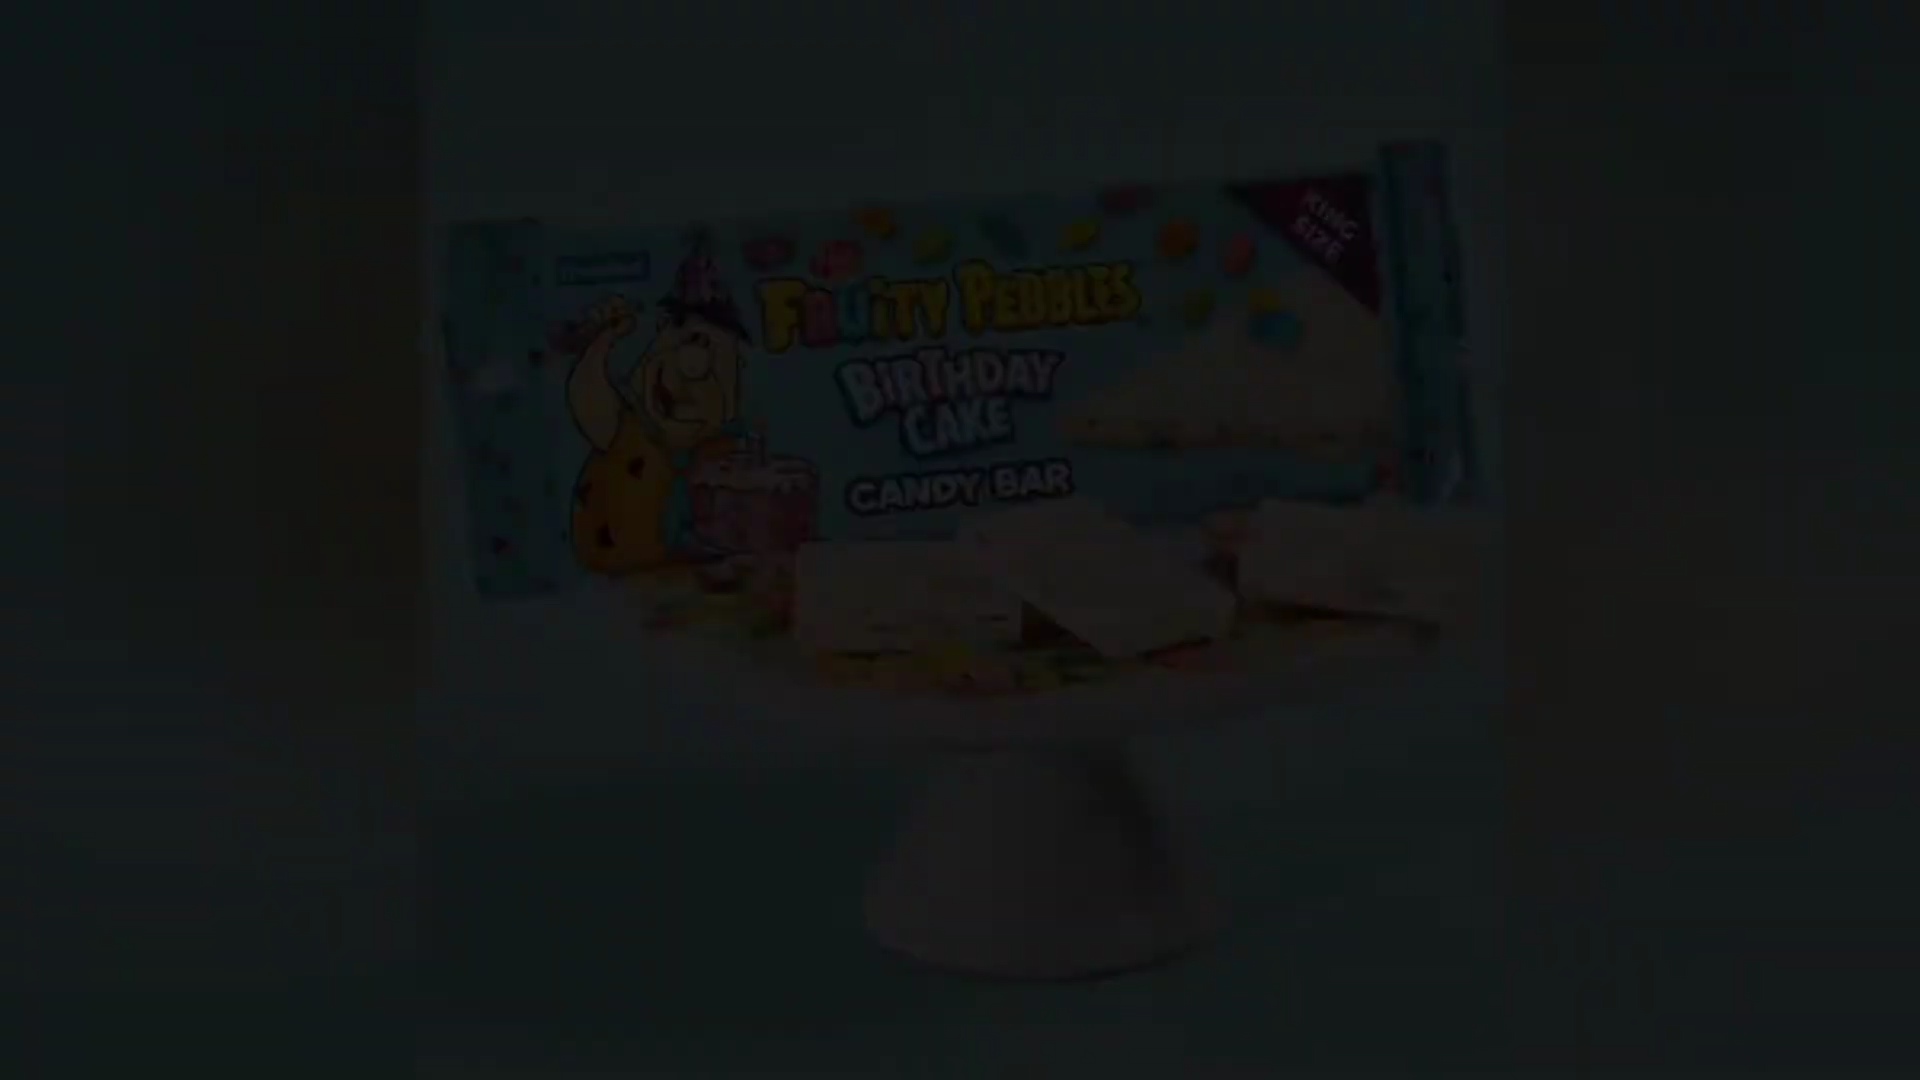 FRUITY PEBBLES
BIRTHDAY
CAKE
CANDY BAR
KING
SIZE